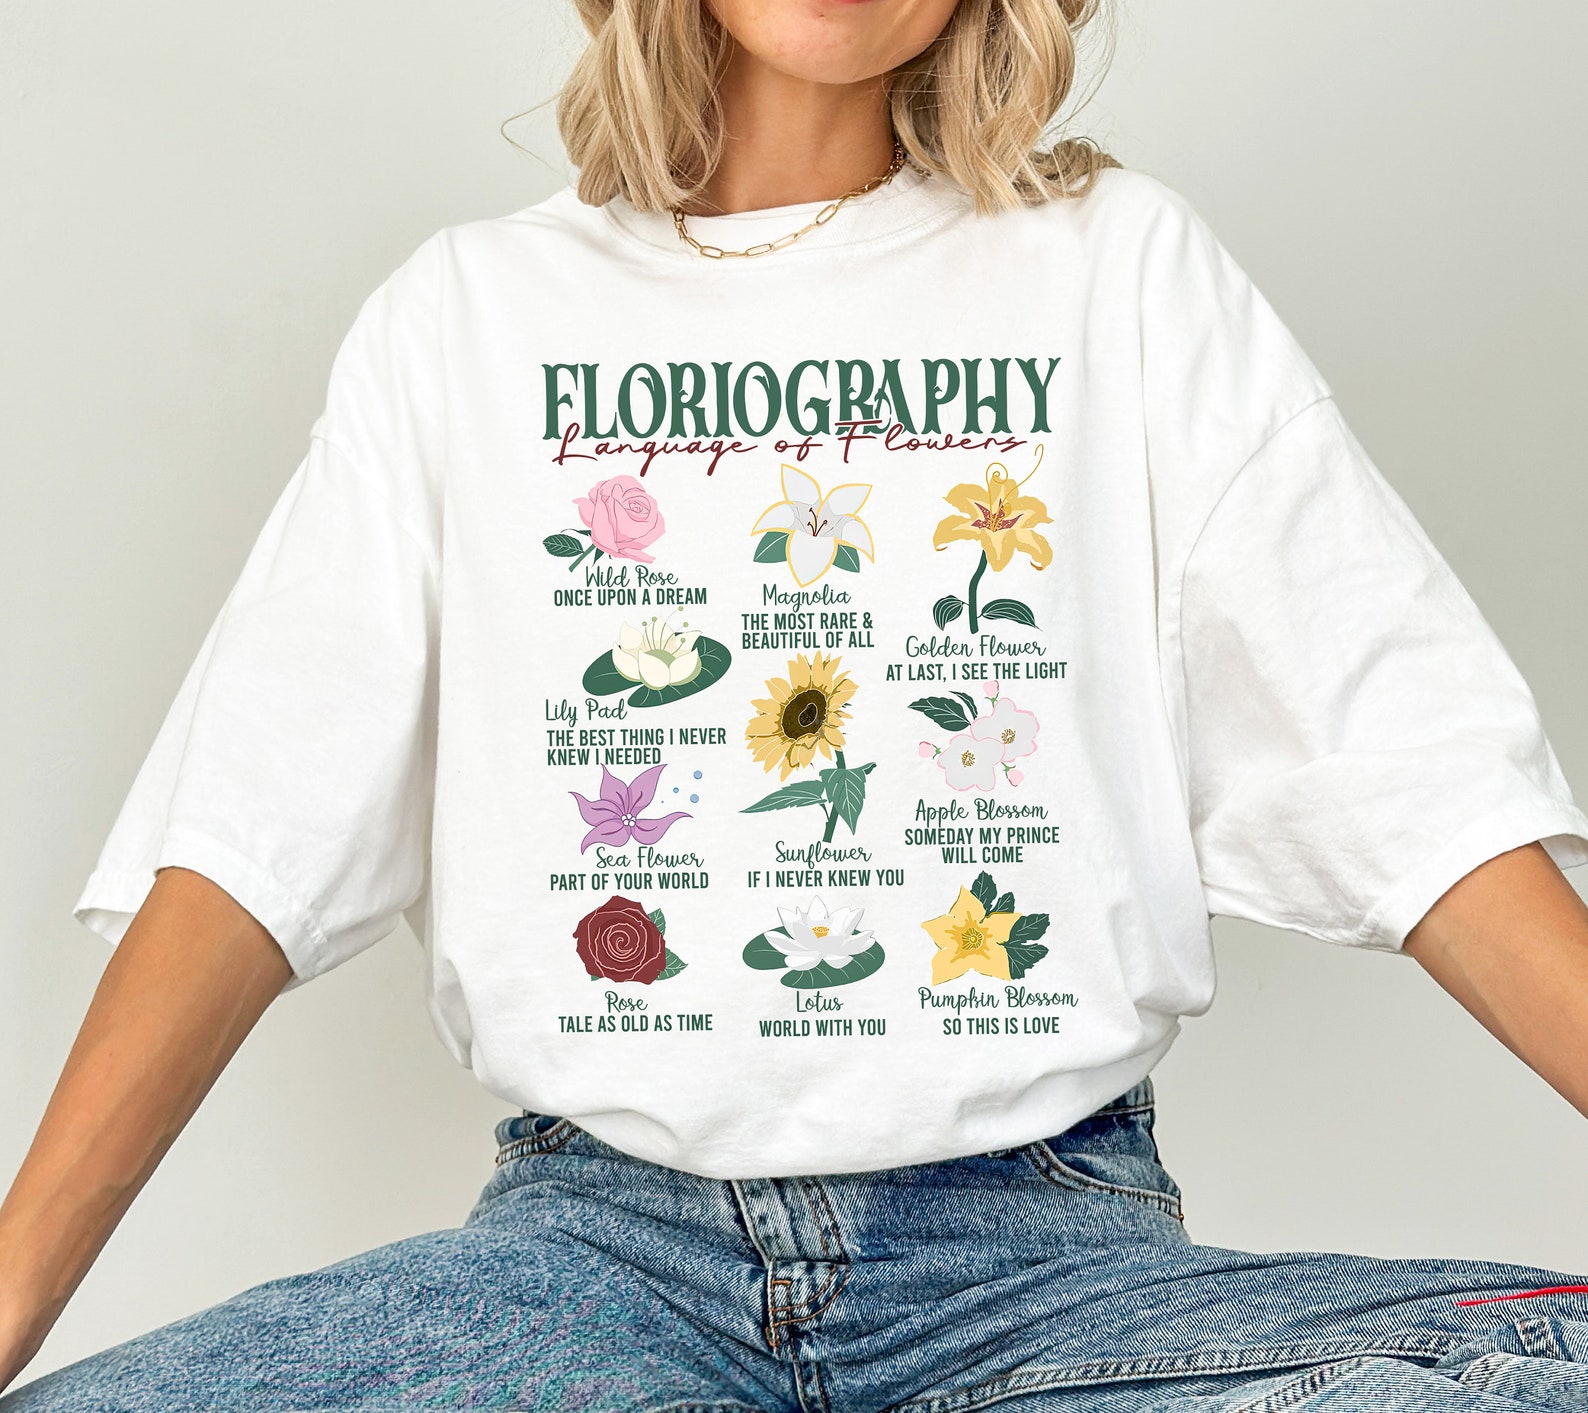 FLORIOGRAPHY
Language of Flowers
Wild Rose
ONCE UPON A DREAM
Magnolia
THE MOST RARE &
BEAUTIFUL OF ALL
Golden Flower
AT LAST, I SEE THE LIGHT
Lily Pad
THE BEST THING I NEVER
KNEW I NEEDED
Sunflower
IF I NEVER KNEW YOU
Apple Blossom
SOMEDAY MY PRINCE
WILL COME
Sea Flower
PART OF YOUR WORLD
Rose
TALE AS OLD AS TIME
Lotus
WORLD WITH YOU
Pumpkin Blossom
SO THIS IS LOVE